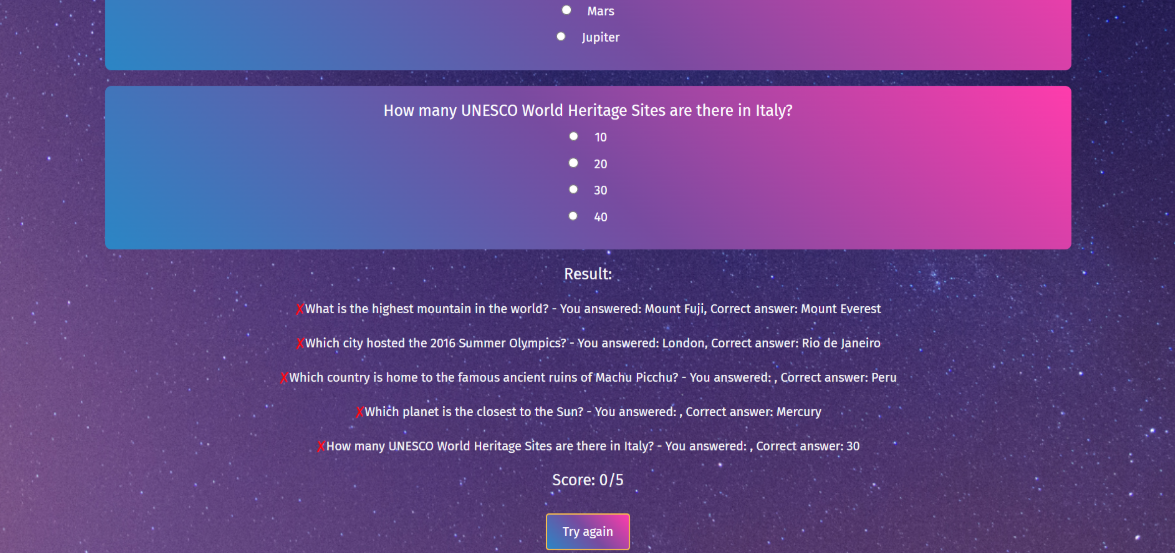 Mars
Jupiter
How many UNESCO World Heritage Sites are there in Italy?
10
20
30
40
Result:
✗What is the highest mountain in the world? - You answered: Mount Fuji, Correct answer: Mount Everest
✗Which city hosted the 2016 Summer Olympics? - You answered: London, Correct answer: Rio de Janeiro
✗Which country is home to the famous ancient ruins of Machu Picchu? - You answered: , Correct answer: Peru
✗Which planet is the closest to the Sun? - You answered: , Correct answer: Mercury
✗How many UNESCO World Heritage Sites are there in Italy? - You answered: , Correct answer: 30
Score: 0/5
Try again